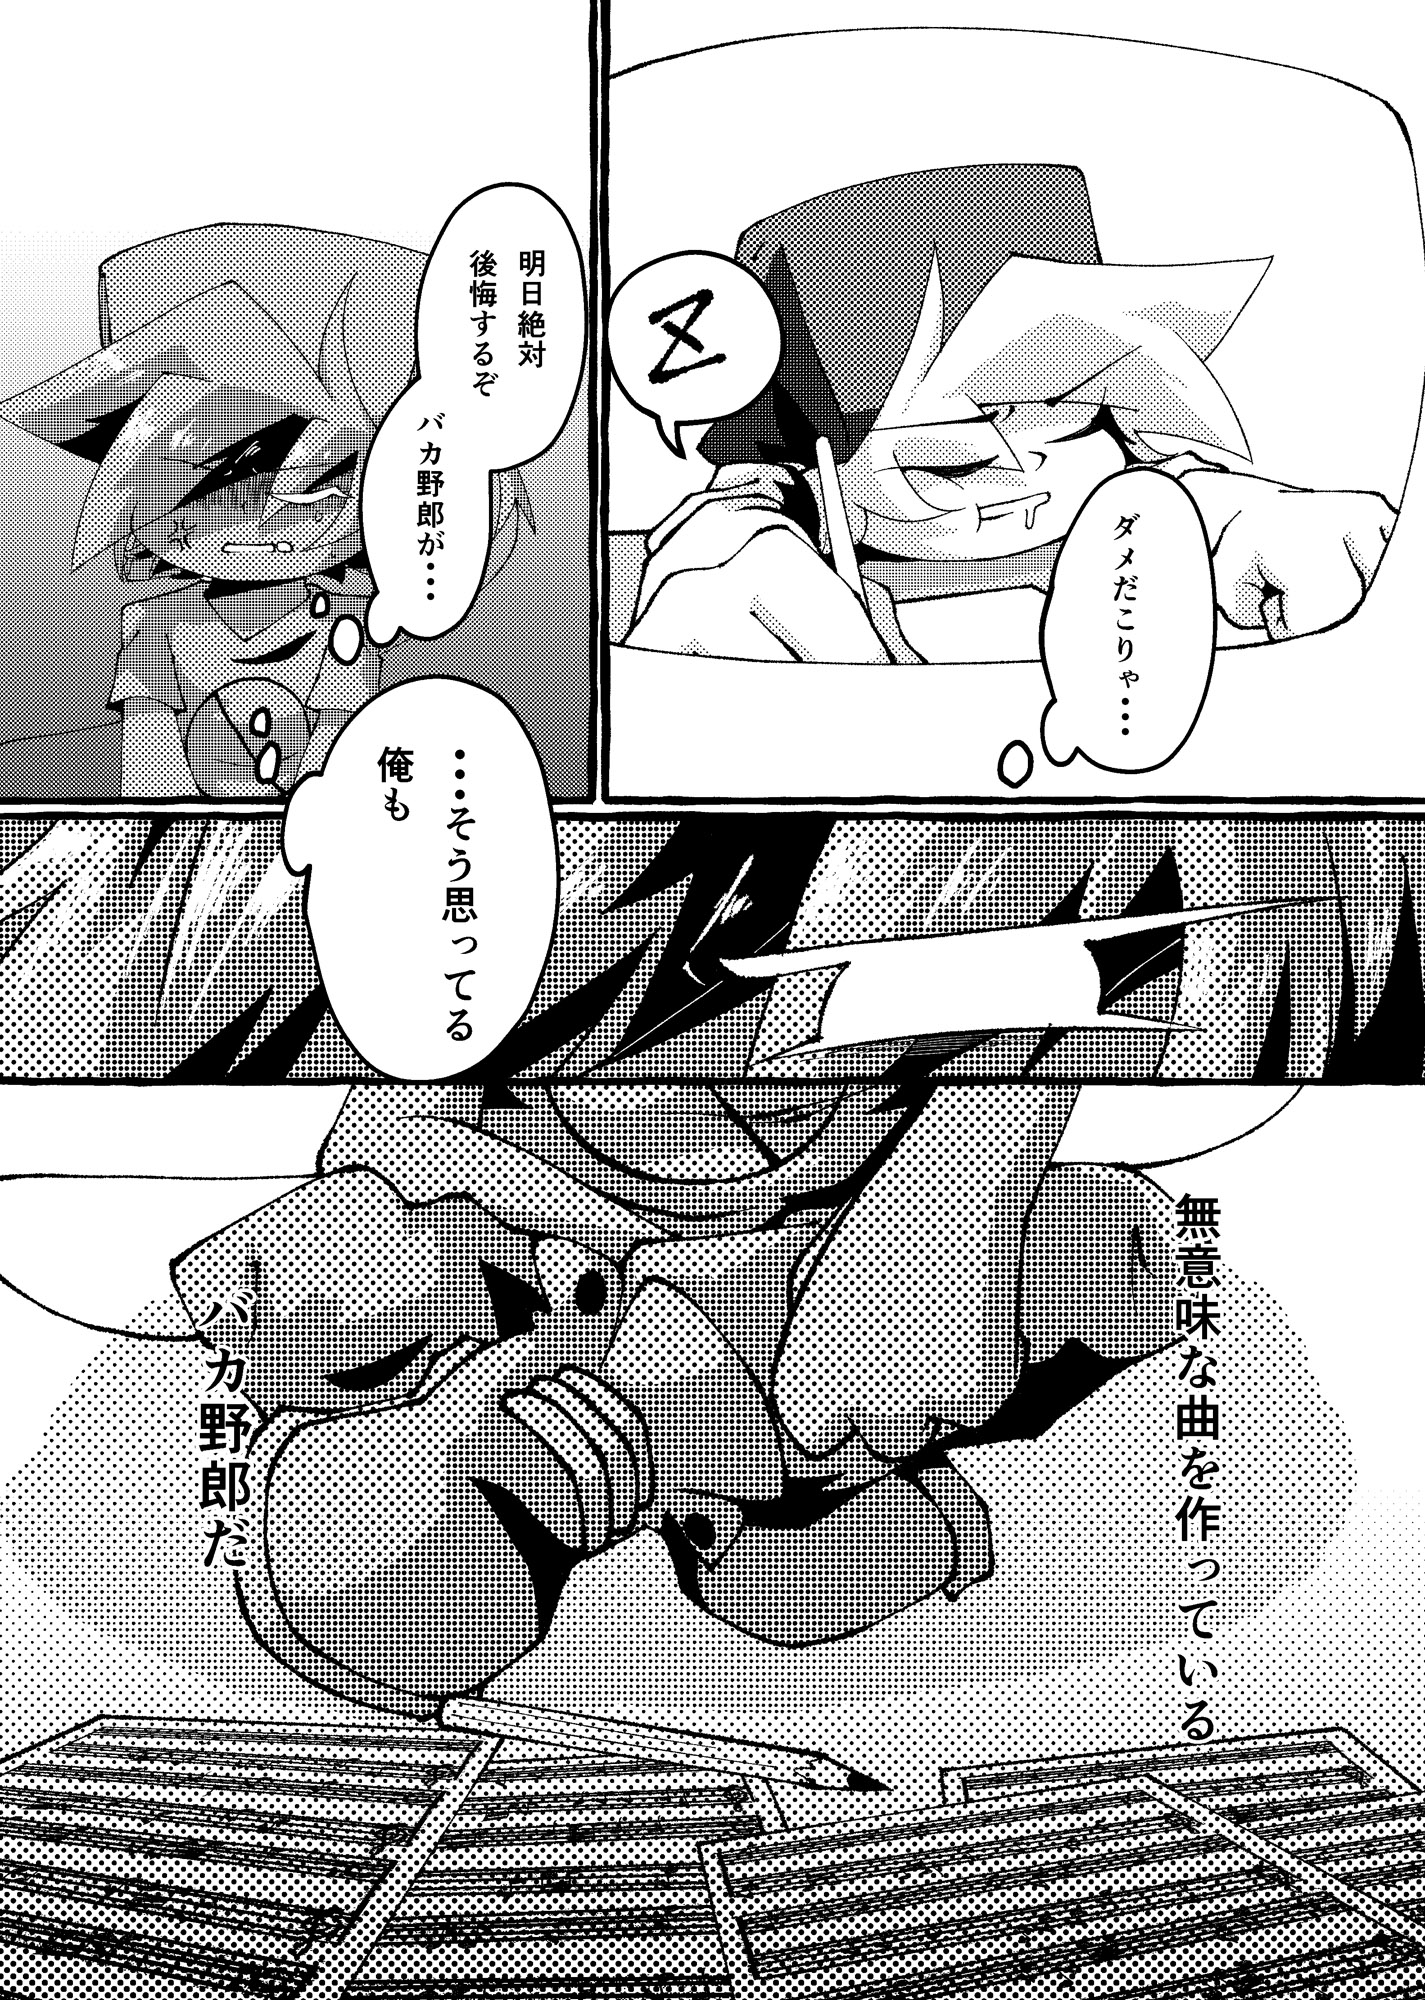 Z
ダメだこりゃ・・・
明日絶対
後悔するぞ
バカ野郎が・・・
・・・そう思ってる
俺も
無意味な曲を作っている
バカ野郎だ